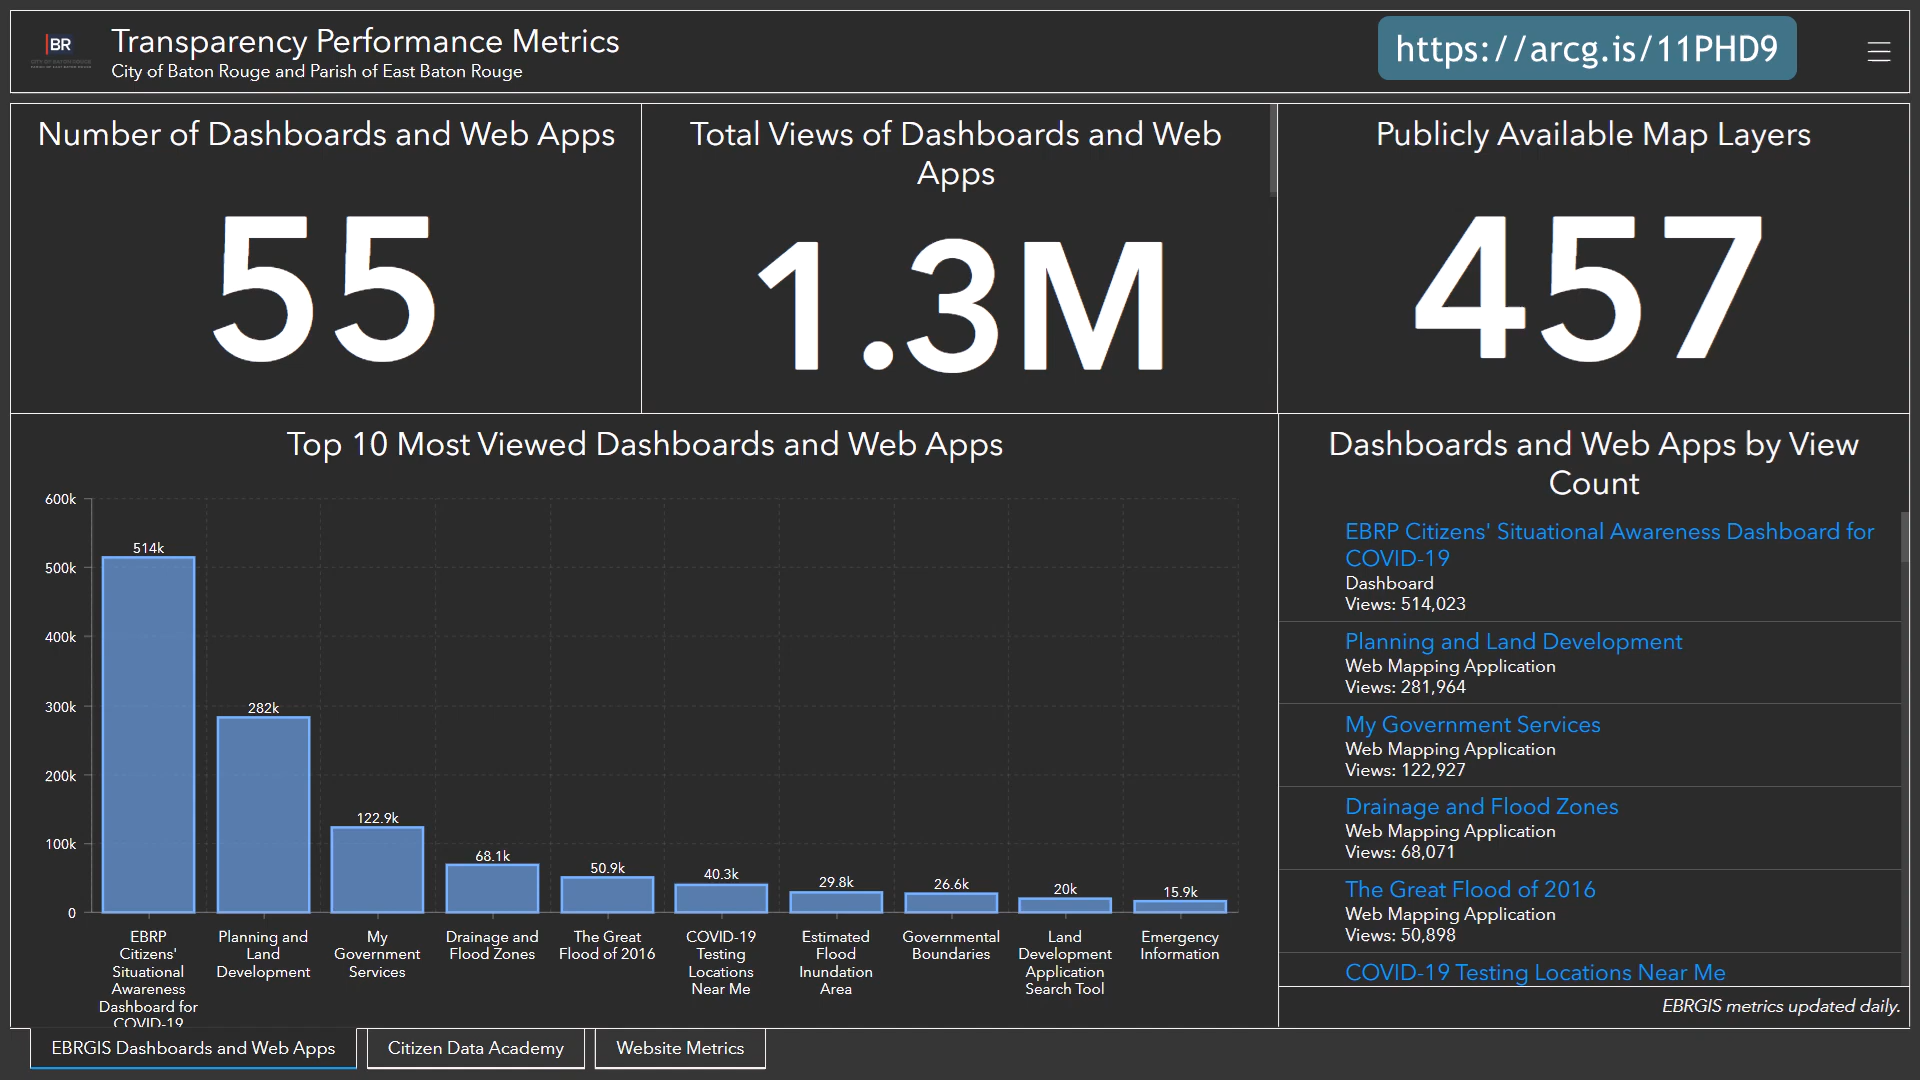 BR
Transparency Performance Metrics
City of Baton Rouge and Parish of East Baton Rouge
https://arcg.is/11PHD9
Number of Dashboards and Web Apps
55
Total Views of Dashboards and Web
Apps
1.3M
Publicly Available Map Layers
457
Top 10 Most Viewed Dashboards and Web Apps
600k
500k
400k
300k
200k
100k
0
514k
282k
122.9k
68.1k
50.9k
40.3k
29.8k
26.6k
20k
15.9k
EBRP
Citizens'
Situational
Awareness
Dashboard for
COVID-19
Planning and
Land
Development
My
Government
Services
Drainage and
Flood Zones
The Great
Flood of 2016
COVID-19
Testing
Locations
Near Me
Estimated
Flood
Inundation
Area
Governmental
Boundaries
Land
Development
Application
Search Tool
Emergency
Information
Dashboards and Web Apps by View
Count
EBRP Citizens' Situational Awareness Dashboard for
COVID-19
Dashboard
Views: 514,023
Planning and Land Development
Web Mapping Application
Views: 281,964
My Government Services
Web Mapping Application
Views: 122,927
Drainage and Flood Zones
Web Mapping Application
Views: 68,071
The Great Flood of 2016
Web Mapping Application
Views: 50,898
COVID-19 Testing Locations Near Me
EBRGIS metrics updated daily.
EBRGIS Dashboards and Web Apps
Citizen Data Academy
Website Metrics